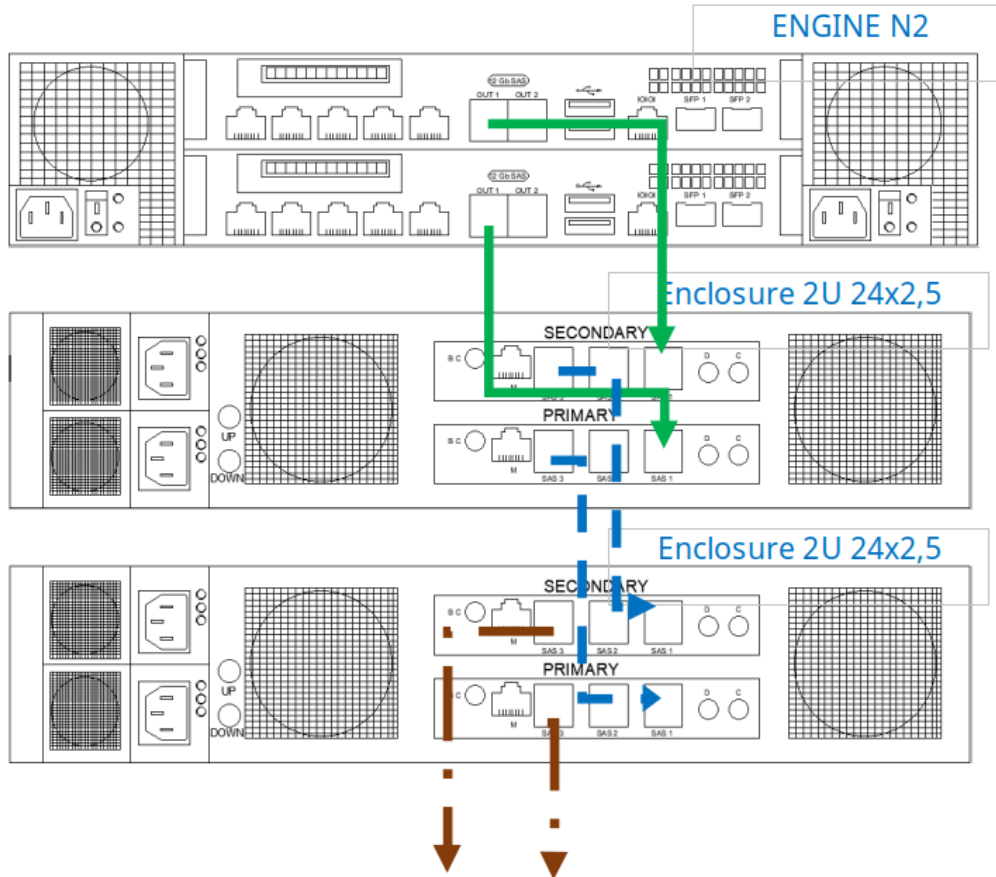 ENGINE N2
12 Gb SAS
OUT 1 OUT 2
IOIOI SFP 1 SFP 2
12 Gb SAS
OUT 1 OUT 2
IOIOI SFP 1 SFP 2
Enclosure 2U 24x2,5
SECONDARY
B C D C
M
PRIMARY
B C D C
UP M
SAS 3 SAS 1
DOWN
Enclosure 2U 24x2,5
SECONDARY
B C D C
M SAS 3 SAS 2 SAS 1
PRIMARY
UP C D C
M SAS 2 SAS 1
DOWN